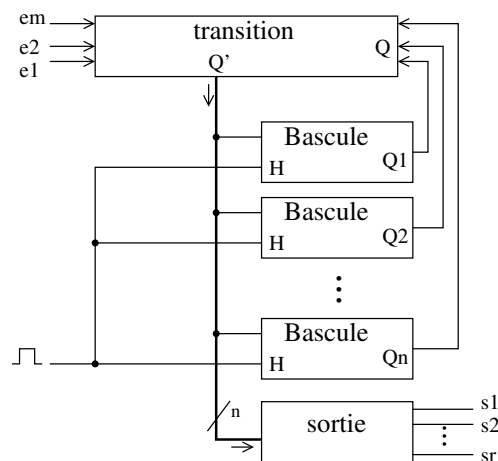 em
transition
e2
Q
e1
Q’
Bascule
H
Q1
Bascule
H
Q2
Bascule
H
Qn
n
sortie
s1
s2
sr